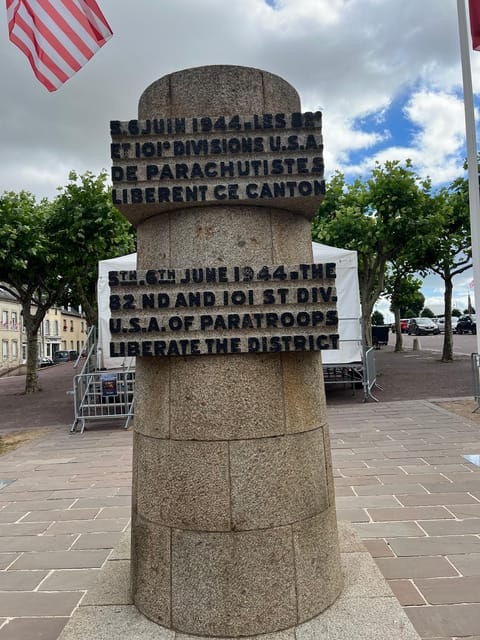 5.6 JUIN 1944. LES 82E
ET 101E DIVISIONS U.S.A
DE PARACHUTISTES
LIBERENT CE CANTON
5TH.6TH JUNE 1944.THE
82 ND AND 101 ST DIV.
U.S.A. OF PARATROOPS
LIBERATE THE DISTRICT